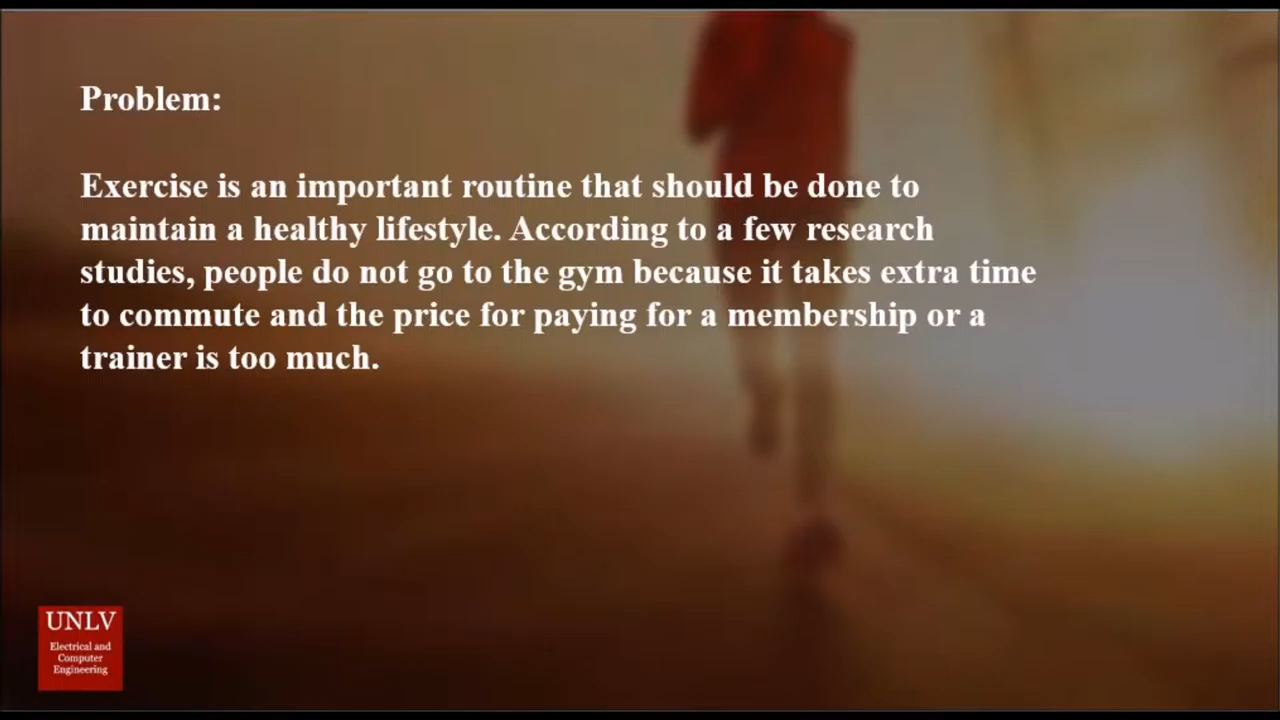 Problem:
Exercise is an important routine that should be done to
maintain a healthy lifestyle. According to a few research
studies, people do not go to the gym because it takes extra time
to commute and the price for paying for a membership or a
trainer is too much.
UNLV
Electrical and
Computer
Engineering